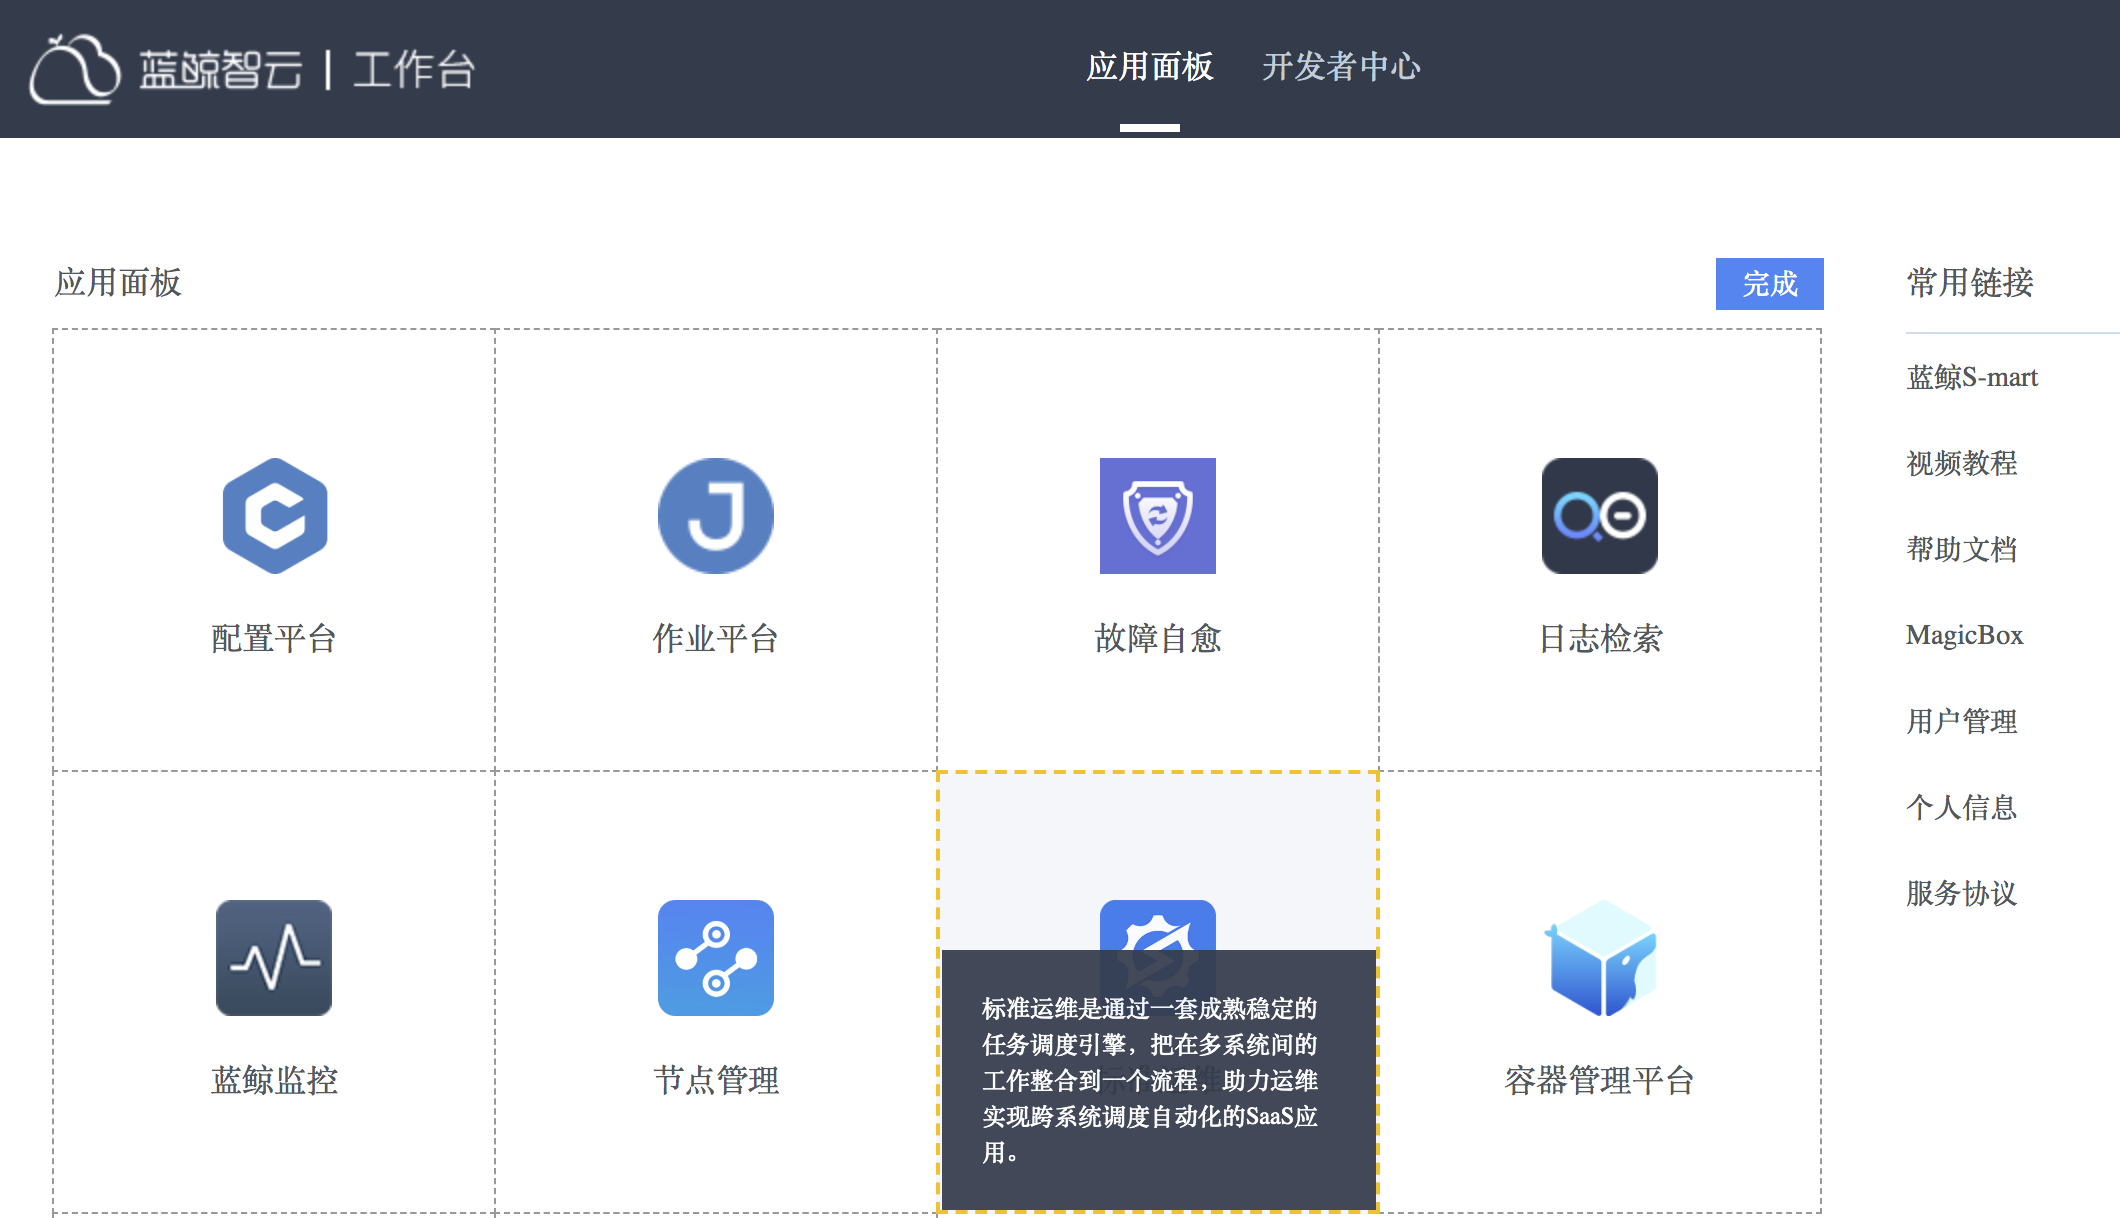 蓝鲸智云 | 工作台
应用面板
开发者中心
应用面板
完成
配置平台
作业平台
故障自愈
日志检索
蓝鲸监控
节点管理
标准运维是通过一套成熟稳定的
任务调度引擎，把在多系统间的
工作整合到一个流程，助力运维
实现跨系统调度自动化的SaaS应
用。
容器管理平台
常用链接
蓝鲸S-mart
视频教程
帮助文档
MagicBox
用户管理
个人信息
服务协议